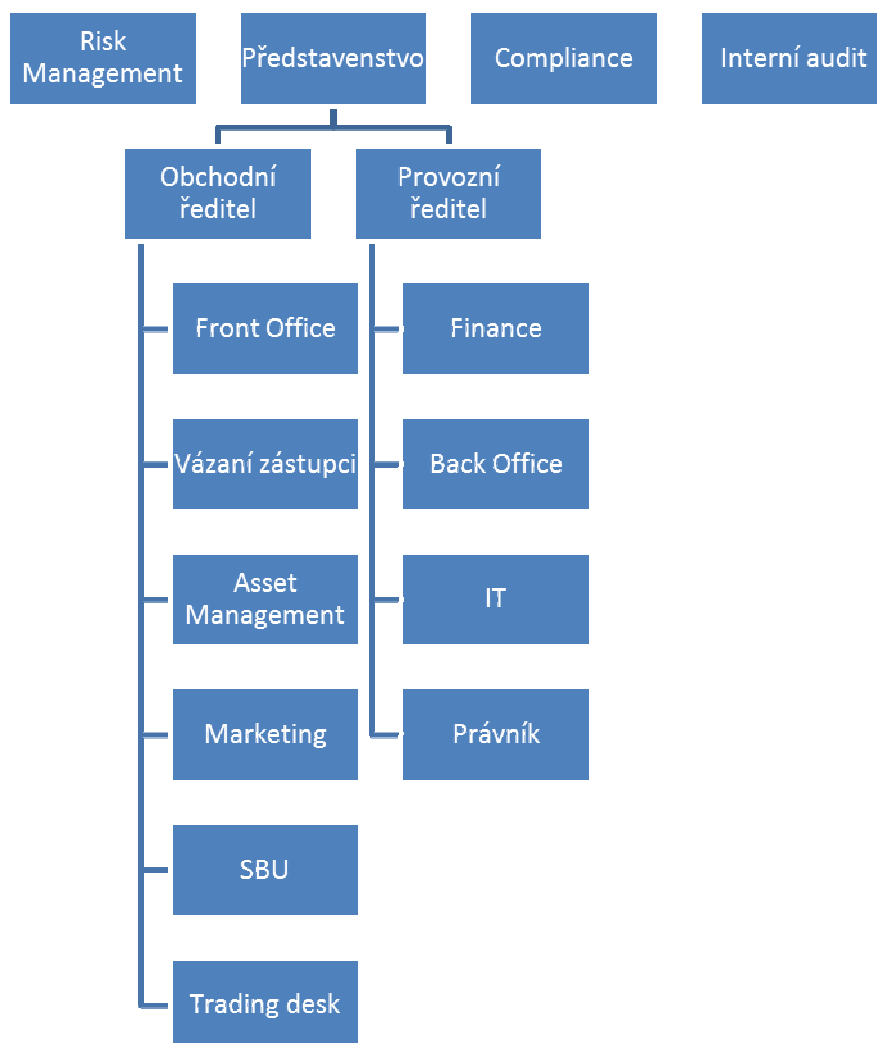 Risk
Management
Představenstvo
Compliance
Interní audit
Obchodní
ředitel
Provozní
ředitel
Front Office
Finance
Vázaní zástupci
Back Office
Asset
Management
IT
Marketing
Právník
SBU
Trading desk